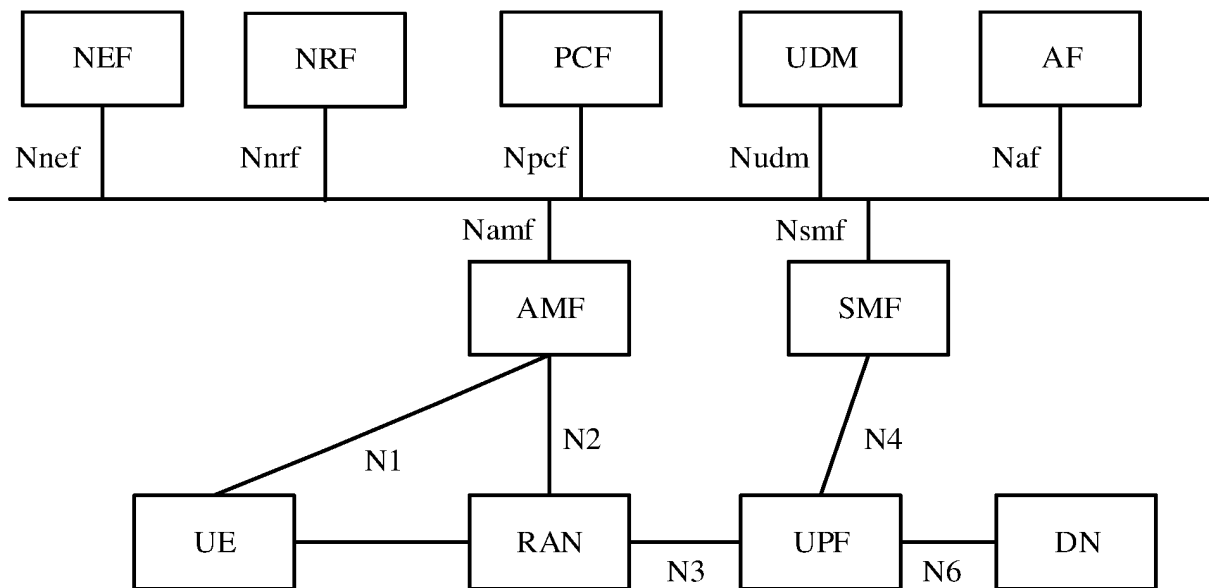 NEF NRF PCF UDM AF
Nnef Nnrf Npcf Nudm Naf
Namf Nsmf
AMF SMF
N1 N2 N4
UE RAN UPF DN
N3 N6